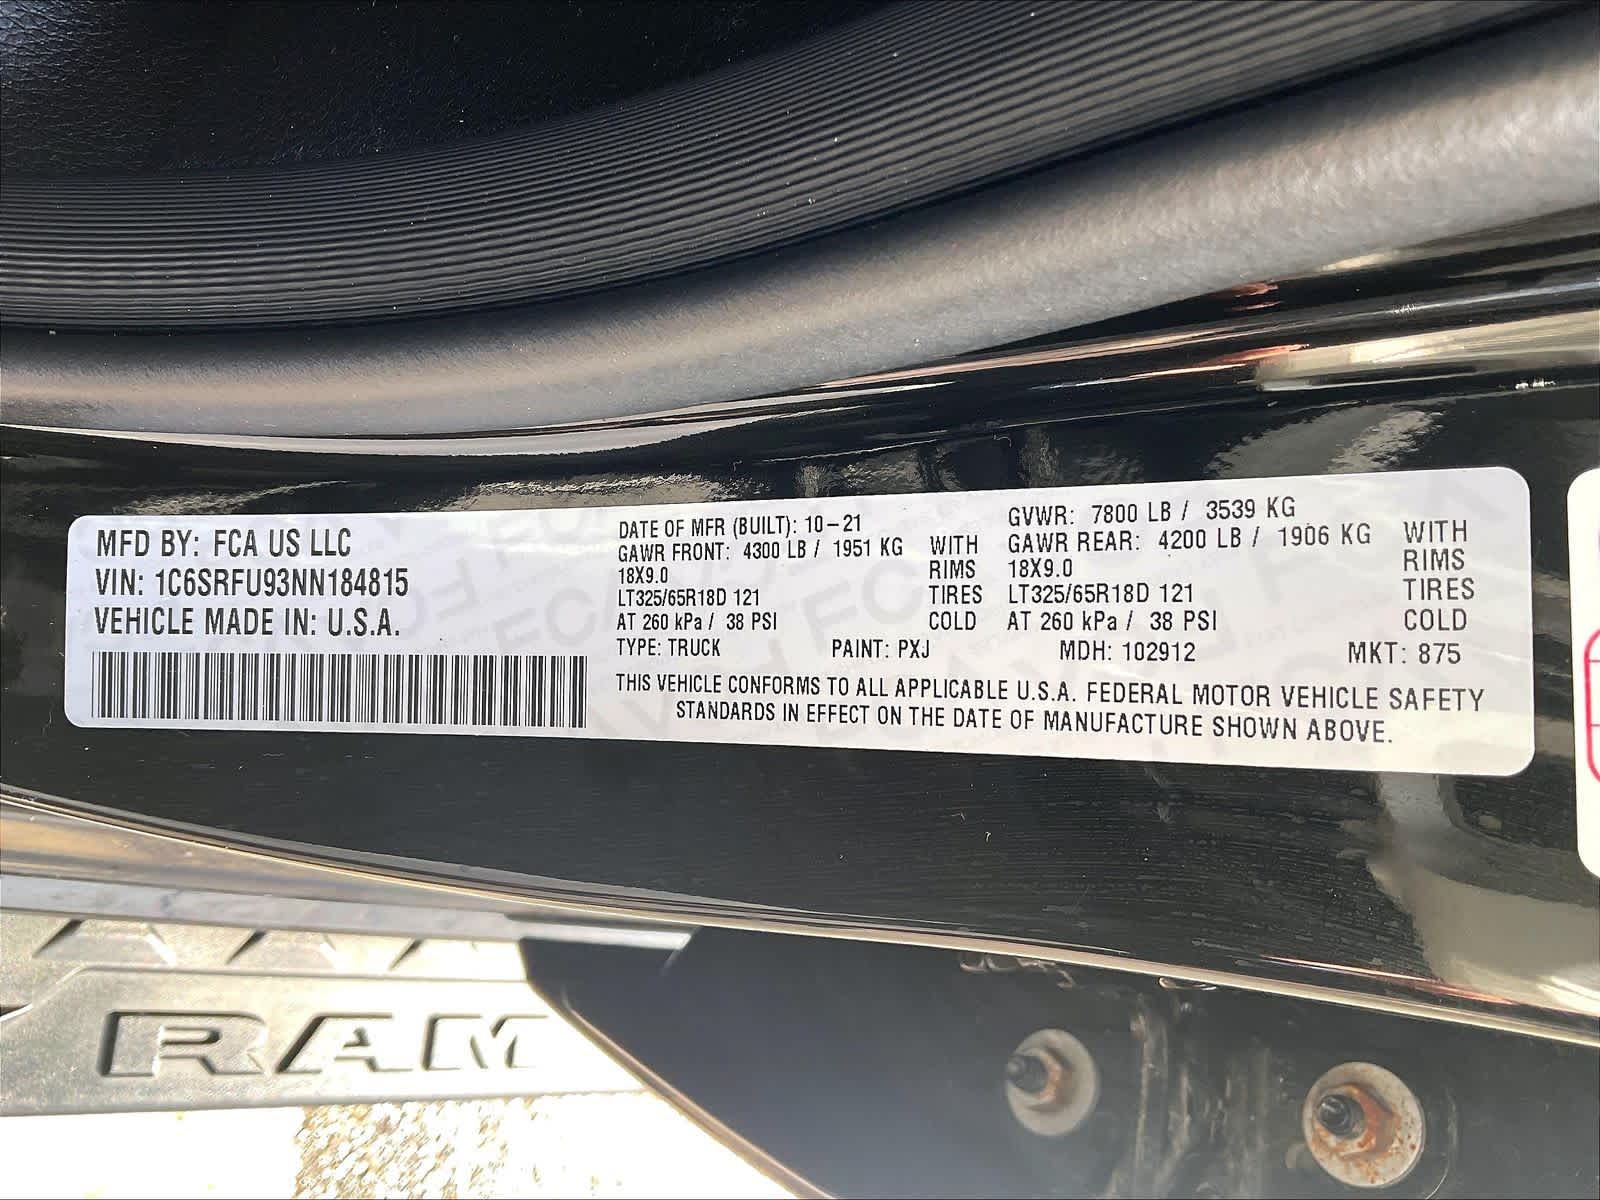 MFD BY: FCA US LLC
VIN: 1C6SRFU93NN184815
VEHICLE MADE IN: U.S.A.
DATE OF MFR (BUILT): 10-21
GAWR FRONT: 4300 LB / 1951 KG WITH
18X9.0 RIMS
LT325/65R18D 121 TIRES
AT 260 kPa / 38 PSI COLD
GVWR: 7800 LB / 3539 KG
GAWR REAR: 4200 LB / 1906 KG WITH
18X9.0 RIMS
LT325/65R18D 121 TIRES
AT 260 kPa / 38 PSI COLD
TYPE: TRUCK PAINT: PXJ MDH: 102912 MKT: 875
THIS VEHICLE CONFORMS TO ALL APPLICABLE U.S.A. FEDERAL MOTOR VEHICLE SAFETY
STANDARDS IN EFFECT ON THE DATE OF MANUFACTURE SHOWN ABOVE.
RAM